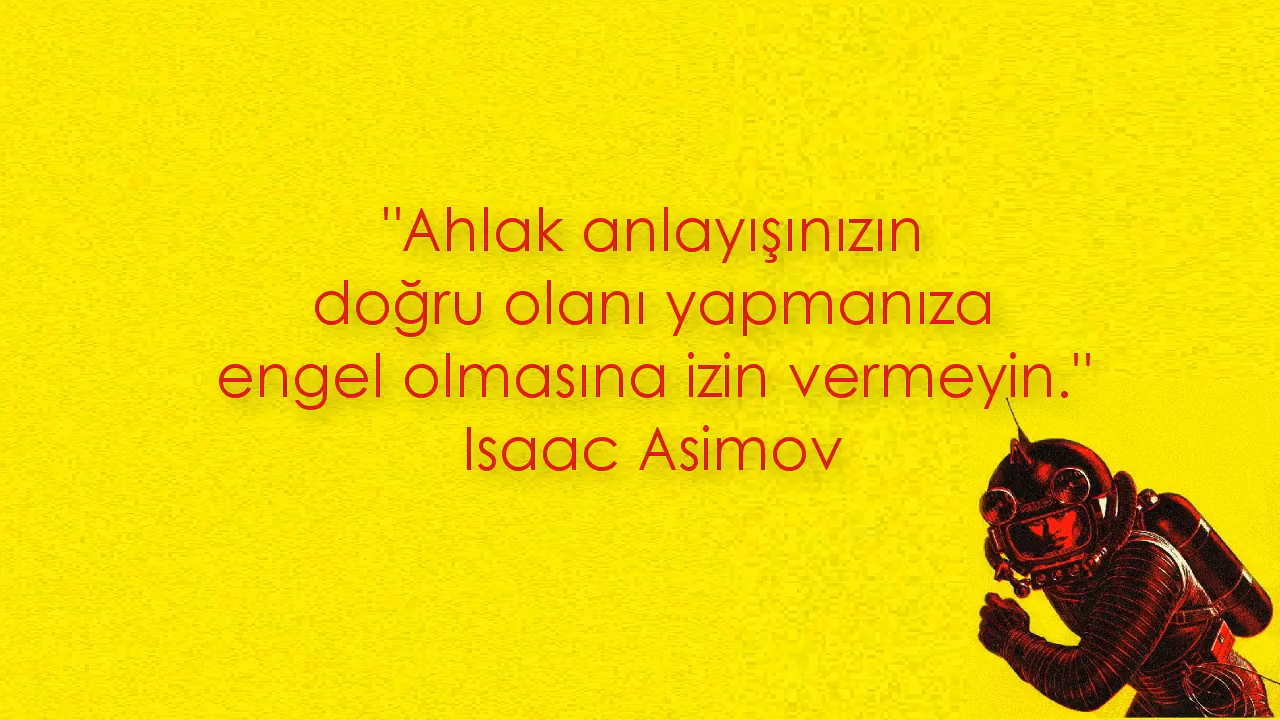 "Ahlak anlayışınızın
doğru olanı yapmanıza
engel olmasına izin vermeyin."
Isaac Asimov